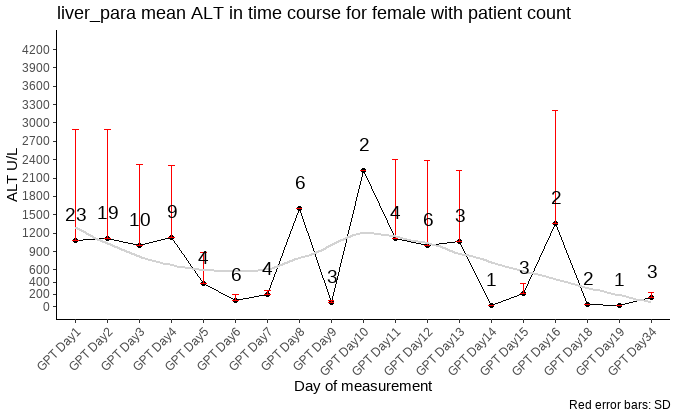 liver_para mean ALT in time course for female with patient count
ALT U/L
4200
3900
3600
3300
3000
2700
2400
2100
1800
1500
1200
900
600
400
200
0
23 19 10 9 4 6 4 6 3 2 4 6 3 1 3 2 2 1 3
GPT Day1 GPT Day2 GPT Day3 GPT Day4 GPT Day5 GPT Day6 GPT Day7 GPT Day8 GPT Day9 GPT Day10 GPT Day11 GPT Day12 GPT Day13 GPT Day14 GPT Day15 GPT Day16 GPT Day18 GPT Day19 GPT Day34
Day of measurement
Red error bars: SD